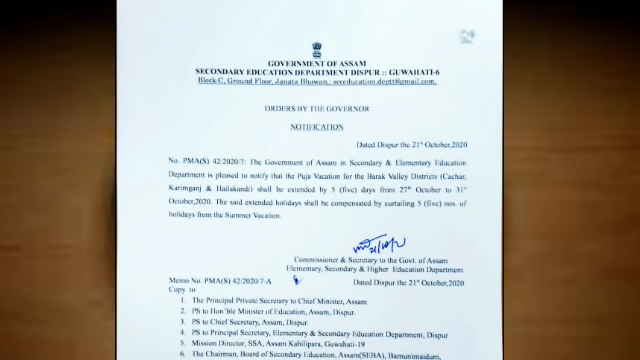 GOVERNMENT OF ASSAM
SECONDARY EDUCATION DEPARTMENT DISPUR :: GUWAHATI-6
Block C, Ground Floor, Janata Bhawan, seceducation.deptt@gmail.com,
ORDERS BY THE GOVERNOR
NOTIFICATION
Dated Dispur the 21st October,2020
No. PMA(S) 42/2020/7: The Government of Assam in Secondary & Elementary Education
Department is pleased to notify that the Puja Vacation for the Barak Valley Districts (Cachar,
Karimganj & Hailakandi) shall be extended by 5 (five) days from 27th October to 31st
October,2020. The said extended holidays shall be compensated by curtailing 5 (five) nos. of
holidays from the Summer Vacation.
Commissioner & Secretary to the Govt. of Assam
Elementary, Secondary & Higher Education Department
Memo No. PMA(S) 42/2020/7-A Dated Dispur the 21st October,2020
Copy to
1. The Principal Private Secretary to Chief Minister, Assam
2. PS to Hon'ble Minister of Education, Assam, Dispur.
3. PS to Chief Secretary, Assam, Dispur.
4. PS to Principal Secretary, Elementary & Secondary Education Department, Dispur
5. Mission Director, SSA, Assam Kahilipara, Guwahati-19
6. The Chairman, Board of Secondary Education, Assam(SEBA), Bamunimaidam,